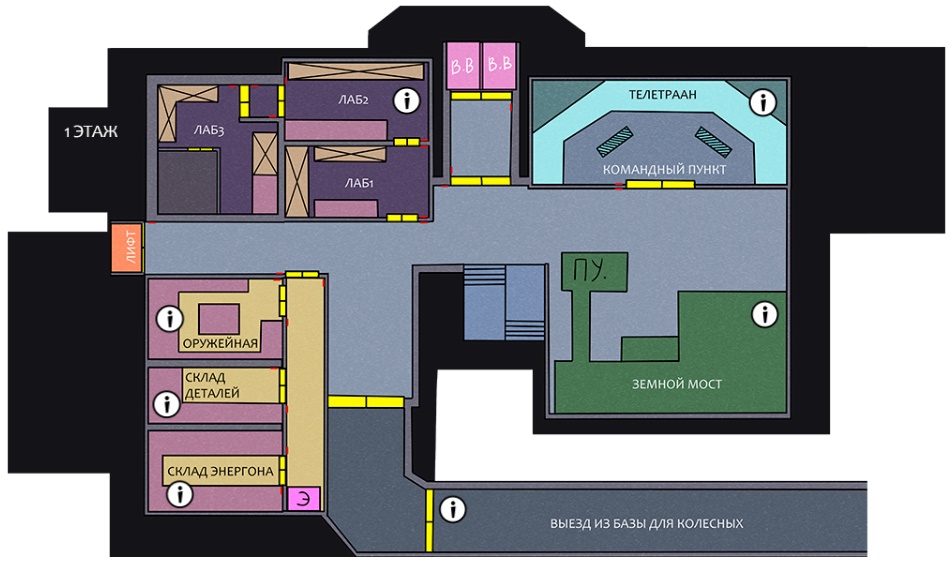 В.В В.В
ТЕЛЕТРААН
ЛАБ2
1 ЭТАЖ
ЛАБ3
КОМАНДНЫЙ ПУНКТ
ЛАБ1
ЛИФТ
П.У.
ОРУЖЕЙНАЯ
СКЛАД
ДЕТАЛЕЙ
ЗЕМНОЙ МОСТ
СКЛАД ЭНЕРГОНА
Э
ВЫЕЗД ИЗ БАЗЫ ДЛЯ КОЛЕСНЫХ